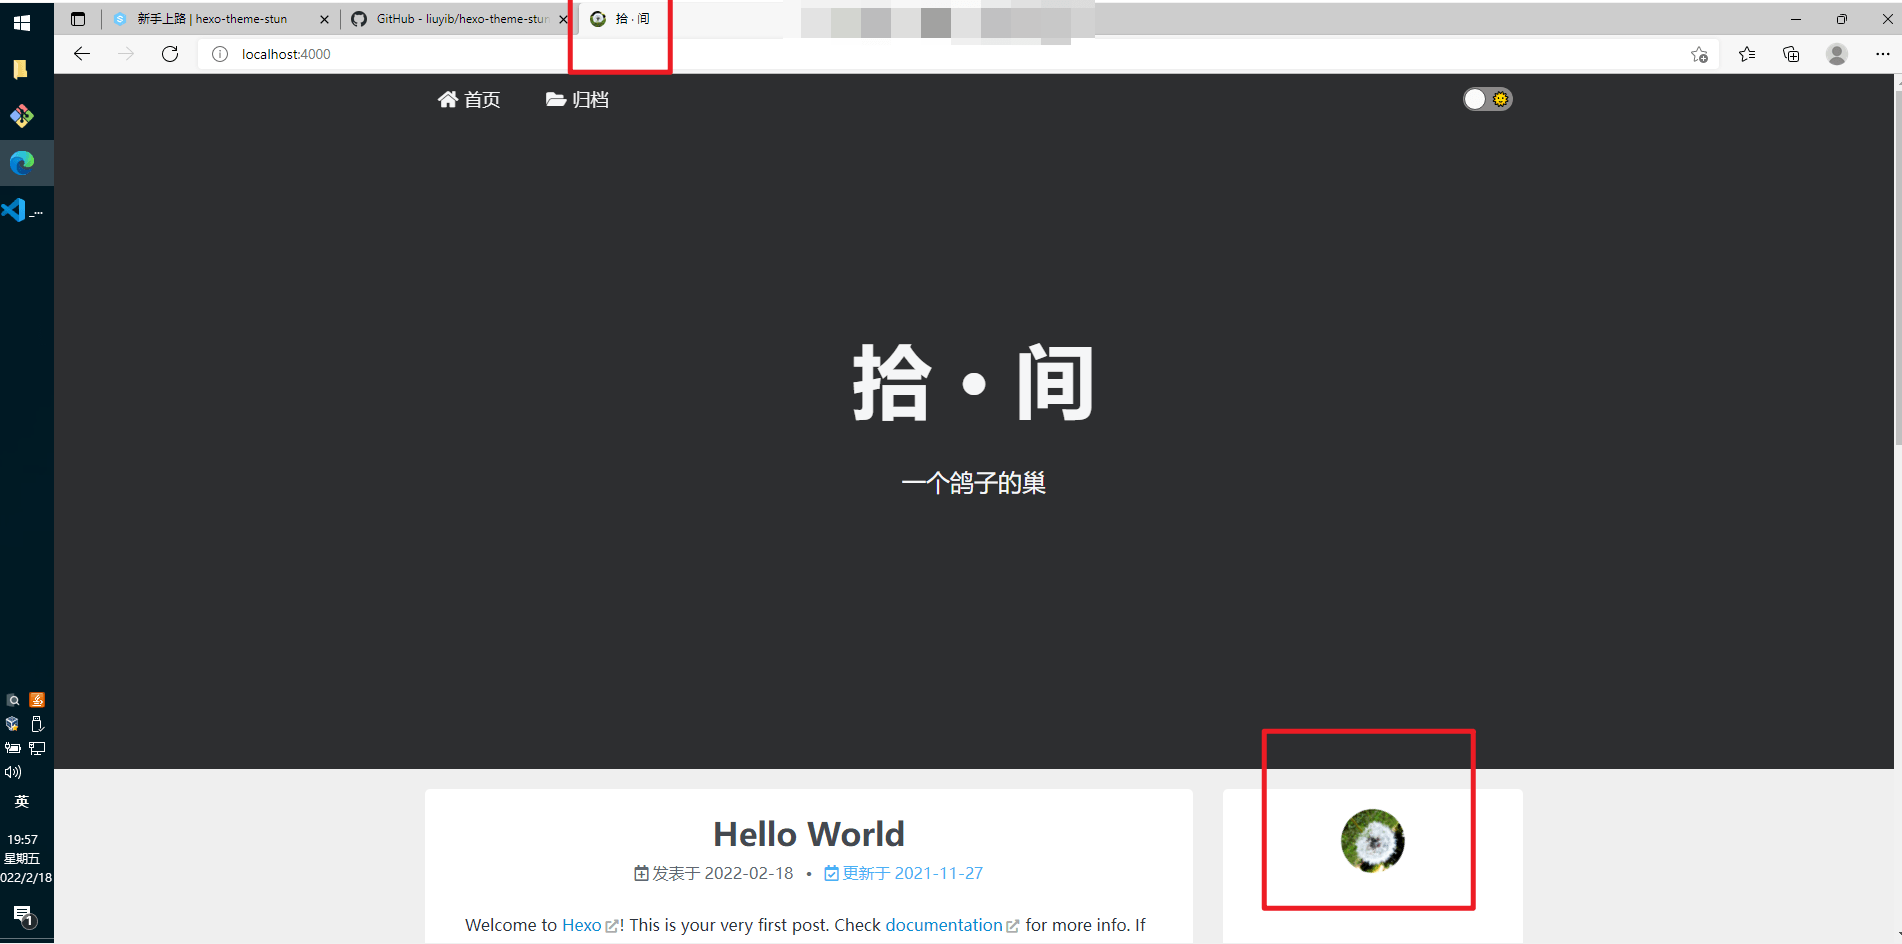 新手上路 | hexo-theme-stun
GitHub - liuyib/hexo-theme-stun
拾 · 间
localhost:4000
首页
归档
拾 · 间
一个鸽子的巢
Hello World
发表于 2022-02-18 • 更新于 2021-11-27
Welcome to Hexo! This is your very first post. Check documentation for more info. If
_...
英
19:57
星期五
022/2/18
1